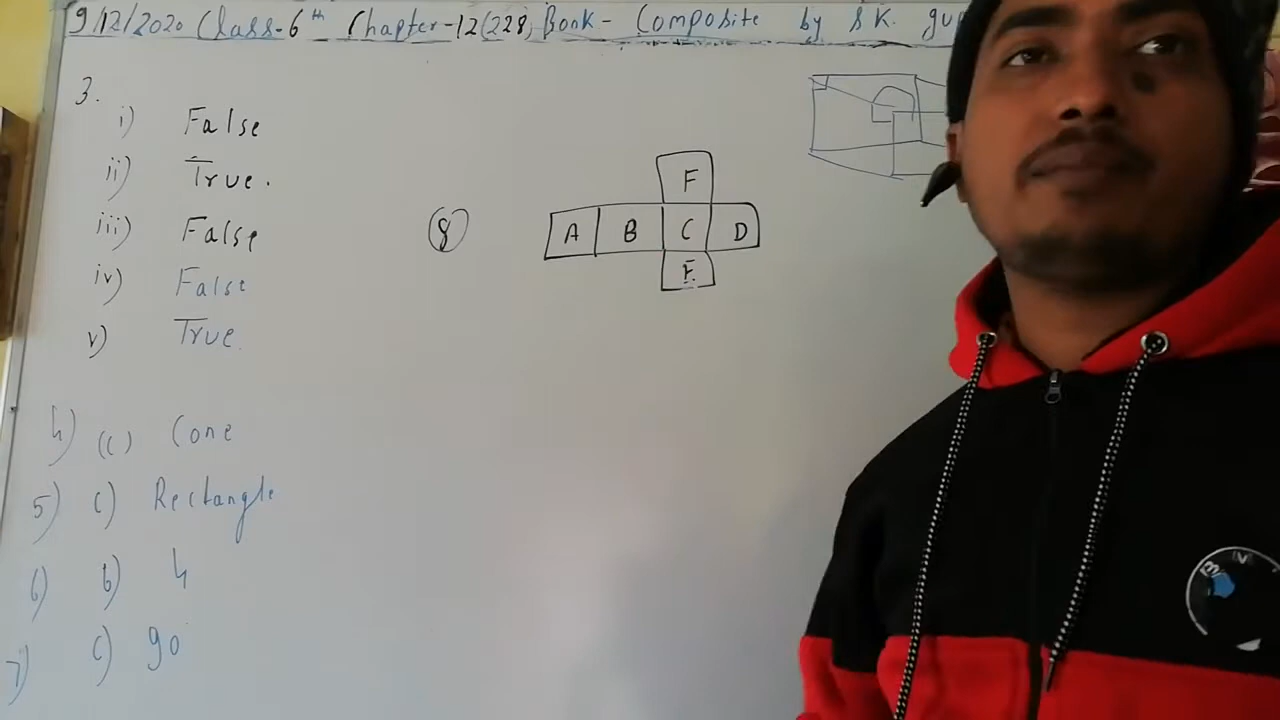 9/12/2020 Class-6th Chapter-12(228) Book- Composite by S.K. gup
3.
i) False
ii) True.
iii) False
iv) False
v) True.
4) (c) Cone
5) c) Rectangle
6) b) 4
7) c) 90
8
F
A B C D
E.